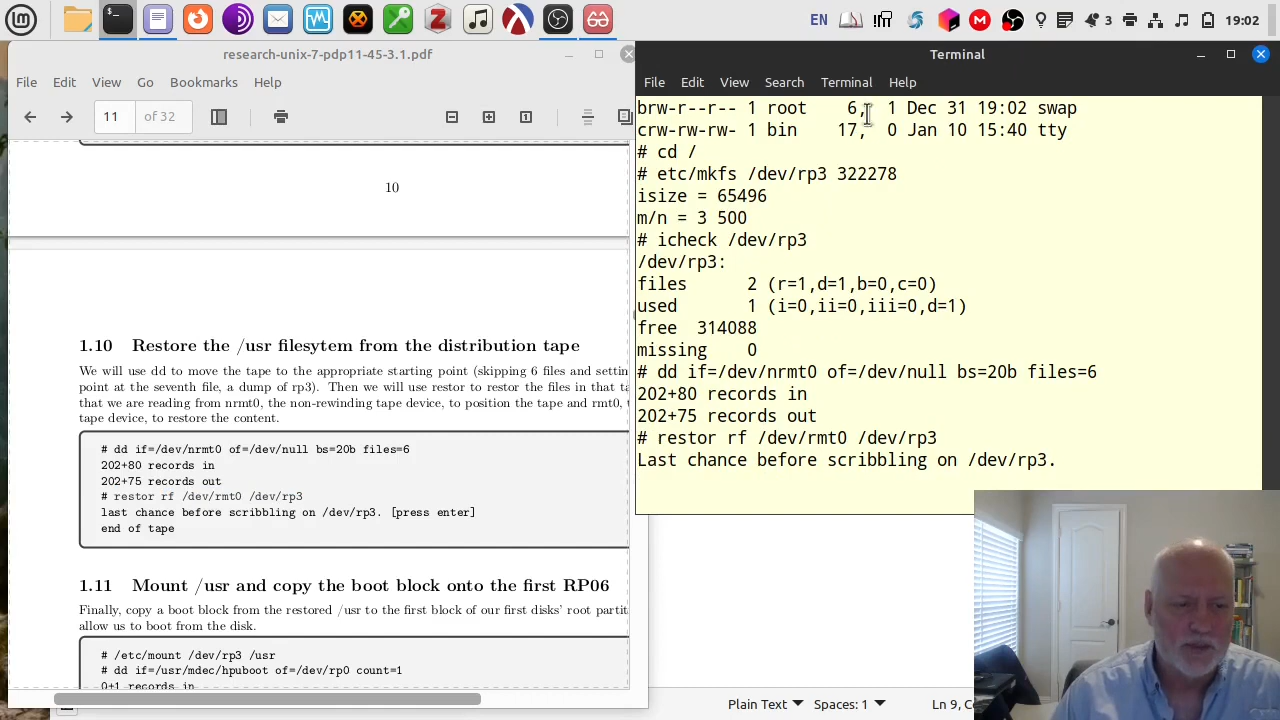 EN
3
19:02
research-unix-7-pdp11-45-3.1.pdf
File Edit View Go Bookmarks Help
11 of 32
10
1.10 Restore the /usr filesytem from the distribution tape
We will use dd to move the tape to the appropriate starting point (skipping 6 files and settin
point at the seventh file, a dump of rp3). Then we will use restor to restor the files in that ta
that we are reading from nrmt0, the non-rewinding tape device, to position the tape and rmt0,
tape device, to restore the content.
# dd if=/dev/nrmt0 of=/dev/null bs=20b files=6
202+80 records in
202+75 records out
# restor rf /dev/rmt0 /dev/rp3
last chance before scribbling on /dev/rp3. [press enter]
end of tape
1.11 Mount /usr and copy the boot block onto the first RP06
Finally, copy a boot block from the restored /usr to the first block of our first disks' root partit
allow us to boot from the disk.
# /etc/mount /dev/rp3 /usr
# dd if=/usr/mdec/hpuboot of=/dev/rp0 count=1
0+1 records in
Terminal
File Edit View Search Terminal Help
brw-r--r-- 1 root 6, 1 Dec 31 19:02 swap
crw-rw-rw- 1 bin 17, 0 Jan 10 15:40 tty
# cd /
# etc/mkfs /dev/rp3 322278
isize = 65496
m/n = 3 500
# icheck /dev/rp3
/dev/rp3:
files 2 (r=1,d=1,b=0,c=0)
used 1 (i=0,ii=0,iii=0,d=1)
free 314088
missing 0
# dd if=/dev/nrmt0 of=/dev/null bs=20b files=6
202+80 records in
202+75 records out
# restor rf /dev/rmt0 /dev/rp3
Last chance before scribbling on /dev/rp3.
Plain Text Spaces: 1 Ln 9, C